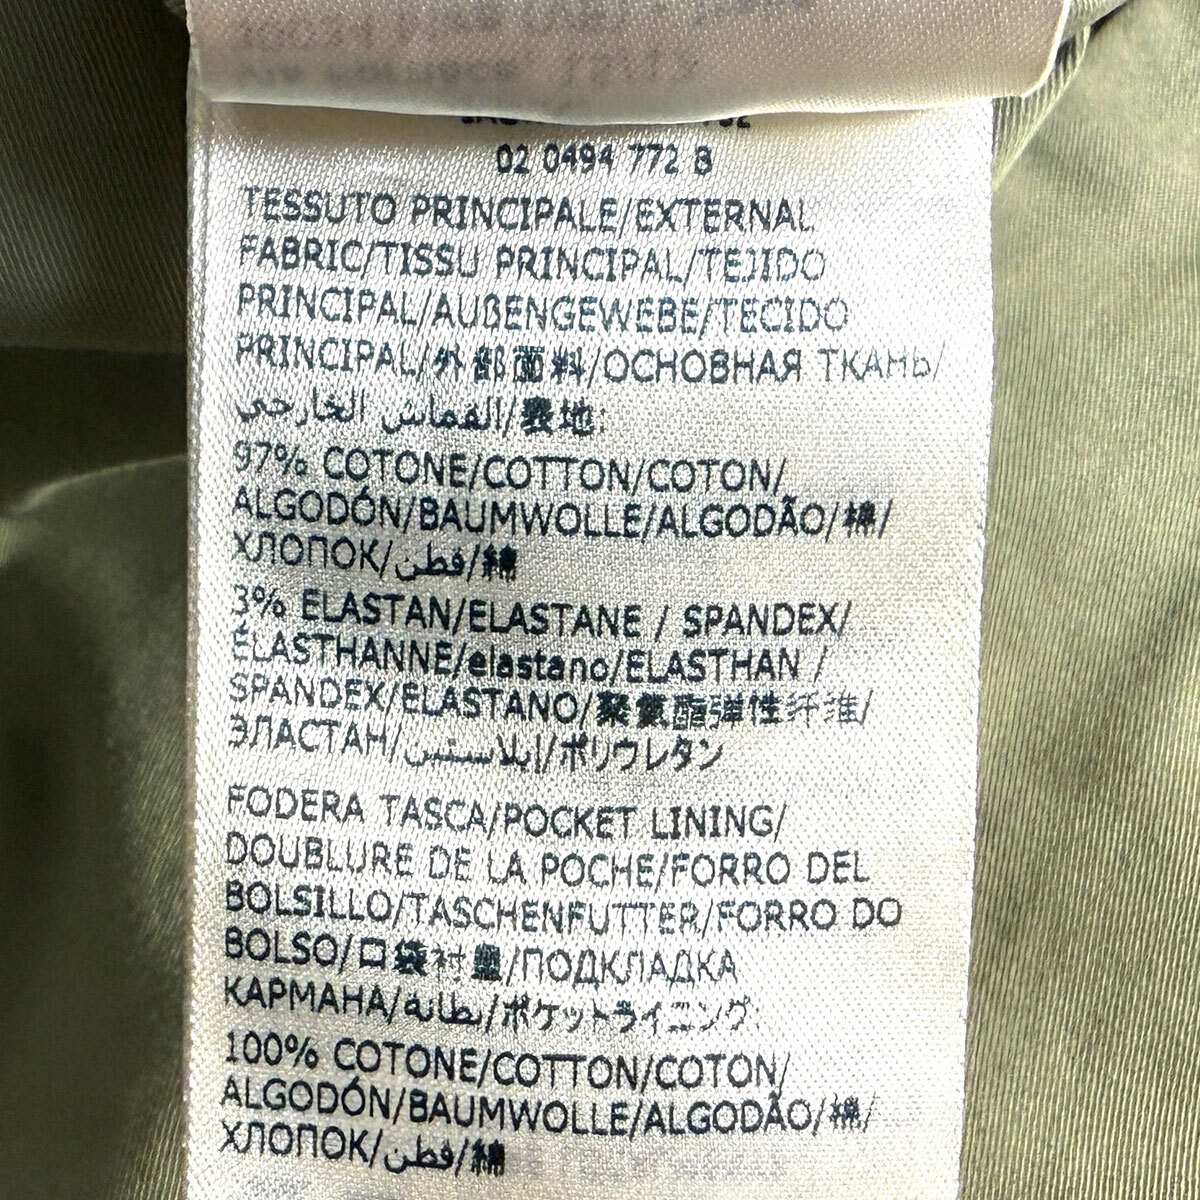 02 0494 772 B
TESSUTO PRINCIPALE/EXTERNAL
FABRIC/TISSU PRINCIPAL/TEJIDO
PRINCIPAL/AUßENGEWEBE/TECIDO
PRINCIPAL/外部面料/ОСНОВНАЯ ТКАНЬ/
القماش الخارجي/表地:
97% COTONE/COTTON/COTON/
ALGODÓN/BAUMWOLLE/ALGODÃO/棉/
ХЛОПОК/قطن/綿
3% ELASTAN/ELASTANE / SPANDEX/
ÉLASTHANNE/elastano/ELASTHAN /
SPANDEX/ELASTANO/聚氨酯弹性纤维/
ЭЛАСТАН/إيلاستين/ポリウレタン
FODERA TASCA/POCKET LINING/
DOUBLURE DE LA POCHE/FORRO DEL
BOLSILLO/TASCHENFUTTER/FORRO DO
BOLSO/口袋衬里/ПОДКЛАДКА
КАРМАНА/بطانة/ポケットライニング:
100% COTONE/COTTON/COTON/
ALGODÓN/BAUMWOLLE/ALGODÃO/棉/
ХЛОПОК/قطن/綿